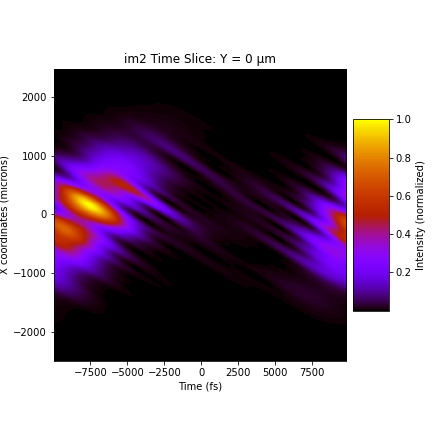 im2 Time Slice: Y = 0 μm
X coordinates (microns)
2000
1000
0
−1000
−2000
−7500 −5000 −2500 0 2500 5000 7500
Time (fs)
1.0
0.8
0.6
0.4
0.2
Intensity (normalized)